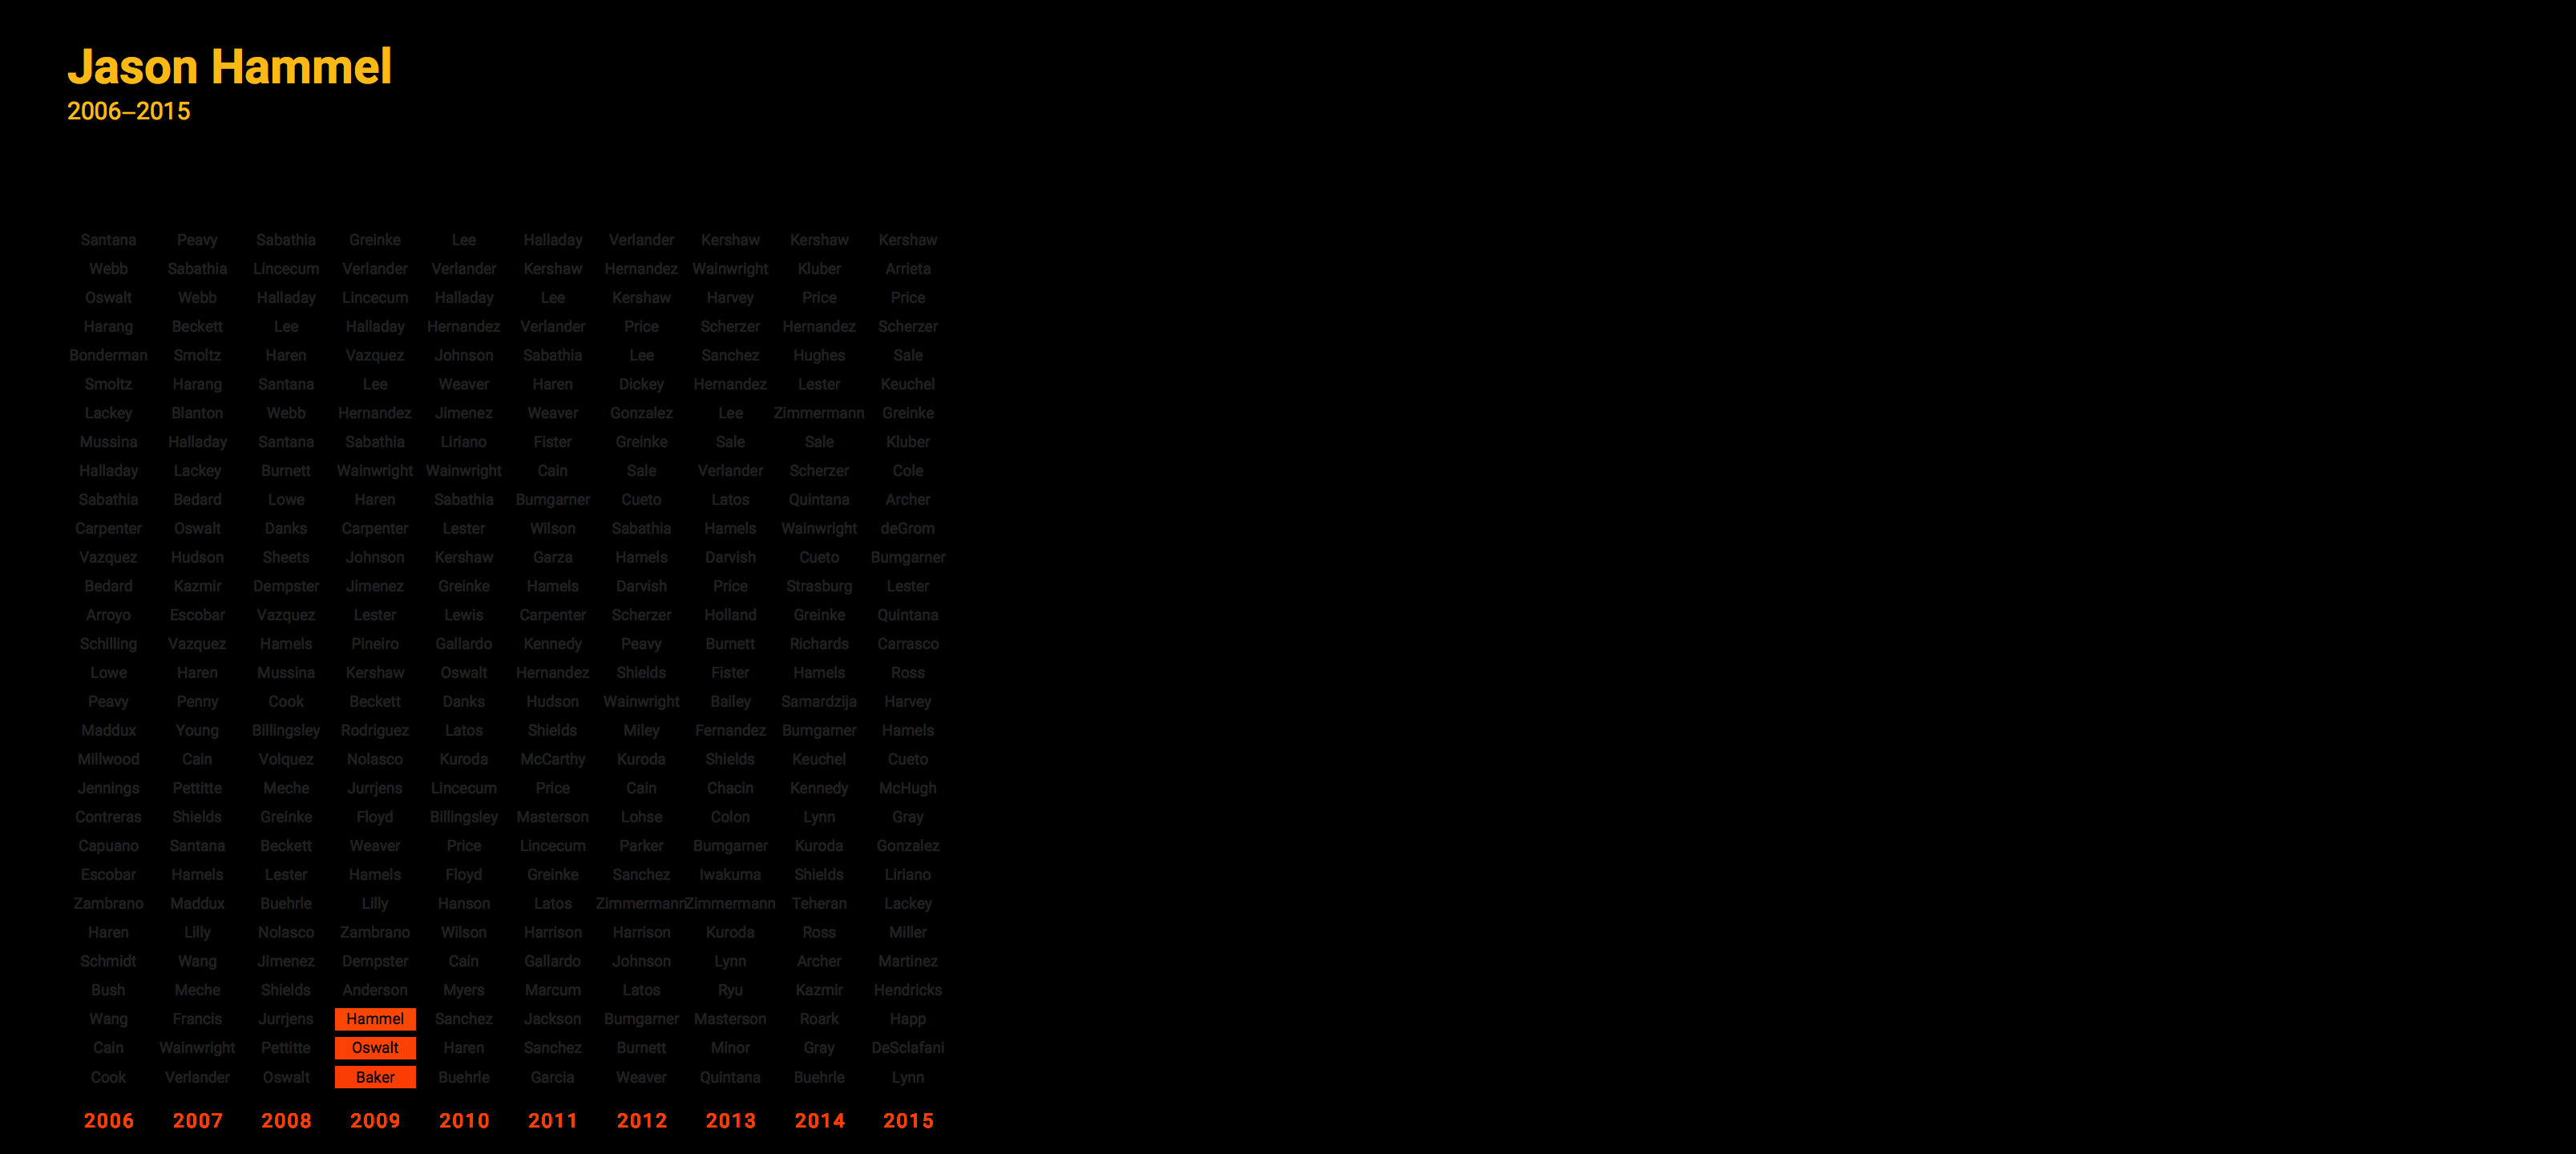 Jason Hammel
2006–2015
Santana Peavy Sabathia Greinke Lee Halladay Verlander Kershaw Kershaw Kershaw
Webb Sabathia Lincecum Verlander Verlander Kershaw Hernandez Wainwright Kluber Arrieta
Oswalt Webb Halladay Lincecum Halladay Lee Kershaw Harvey Price Price
Harang Beckett Lee Halladay Hernandez Verlander Price Scherzer Hernandez Scherzer
Bonderman Smoltz Haren Vazquez Johnson Sabathia Lee Sanchez Hughes Sale
Smoltz Harang Santana Lee Weaver Haren Dickey Hernandez Lester Keuchel
Lackey Blanton Webb Hernandez Jimenez Weaver Gonzalez Lee Zimmermann Greinke
Mussina Halladay Santana Sabathia Liriano Fister Greinke Sale Sale Kluber
Halladay Lackey Burnett Wainwright Wainwright Cain Sale Verlander Scherzer Cole
Sabathia Bedard Lowe Haren Sabathia Bumgarner Cueto Latos Quintana Archer
Carpenter Oswalt Danks Carpenter Lester Wilson Sabathia Hamels Wainwright deGrom
Vazquez Hudson Sheets Johnson Kershaw Garza Hamels Darvish Cueto Bumgarner
Bedard Kazmir Dempster Jimenez Greinke Hamels Darvish Price Strasburg Lester
Arroyo Escobar Vazquez Lester Lewis Carpenter Scherzer Holland Greinke Quintana
Schilling Vazquez Hamels Pineiro Gallardo Kennedy Peavy Burnett Richards Carrasco
Lowe Haren Mussina Kershaw Oswalt Hernandez Shields Fister Hamels Ross
Peavy Penny Cook Beckett Danks Hudson Wainwright Bailey Samardzija Harvey
Maddux Young Billingsley Rodriguez Latos Shields Miley Fernandez Bumgarner Hamels
Millwood Cain Volquez Nolasco Kuroda McCarthy Kuroda Shields Keuchel Cueto
Jennings Pettitte Meche Jurrjens Lincecum Price Cain Chacin Kennedy McHugh
Contreras Shields Greinke Floyd Billingsley Masterson Lohse Colon Lynn Gray
Capuano Santana Beckett Weaver Price Lincecum Parker Bumgarner Kuroda Gonzalez
Escobar Hamels Lester Hamels Floyd Greinke Sanchez Iwakuma Shields Liriano
Zambrano Maddux Buehrle Lilly Hanson Latos Zimmermann Zimmermann Teheran Lackey
Haren Lilly Nolasco Zambrano Wilson Harrison Harrison Kuroda Ross Miller
Schmidt Wang Jimenez Dempster Cain Gallardo Johnson Lynn Archer Martinez
Bush Meche Shields Anderson Myers Marcum Latos Ryu Kazmir Hendricks
Wang Francis Jurrjens Hammel Sanchez Jackson Bumgarner Masterson Roark Happ
Cain Wainwright Pettitte Oswalt Haren Sanchez Burnett Minor Gray DeSclafani
Cook Verlander Oswalt Baker Buehrle Garcia Weaver Quintana Buehrle Lynn
2006 2007 2008 2009 2010 2011 2012 2013 2014 2015